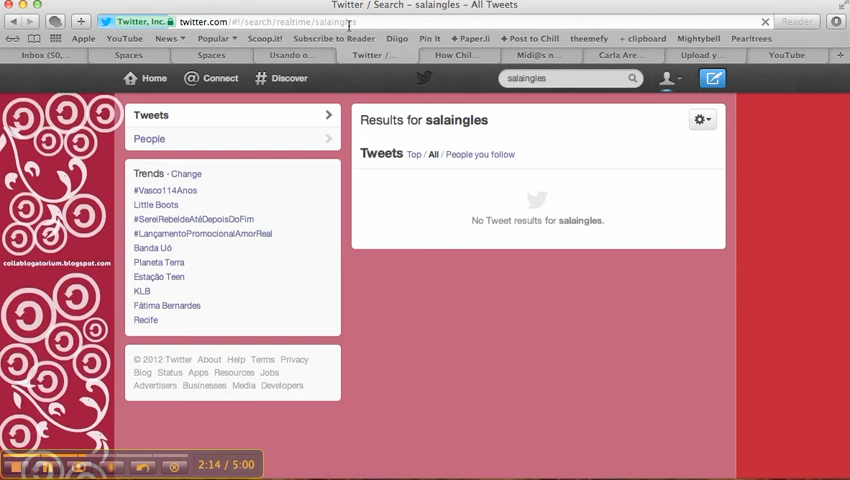 Twitter / Search – salaingles – All Tweets
Twitter, Inc. twitter.com/#!/search/realtime/salaingles Reader
Apple YouTube News Popular Scoop.it! Subscribe to Reader Diigo Pin It + Paper.li + Post to Chill themefy + clipboard Mightybell Pearltrees
Inbox (50,... Spaces Spaces Usando o... Twitter /... How Chil... Midi@s n... Carla Are... Upload y... YouTube
Home @ Connect # Discover salaingles
Tweets
People
Trends · Change
#Vasco114Anos
Little Boots
#SereiRebeldeAtéDepoisDoFim
#LançamentoPromocionalAmorReal
Banda Uó
Planeta Terra
Estação Teen
KLB
Fátima Bernardes
Recife
© 2012 Twitter About Help Terms Privacy
Blog Status Apps Resources Jobs
Advertisers Businesses Media Developers
Results for salaingles
Tweets Top / All / People you follow
No Tweet results for salaingles.
collablogatorium.blogspot.com
2:14 / 5:00